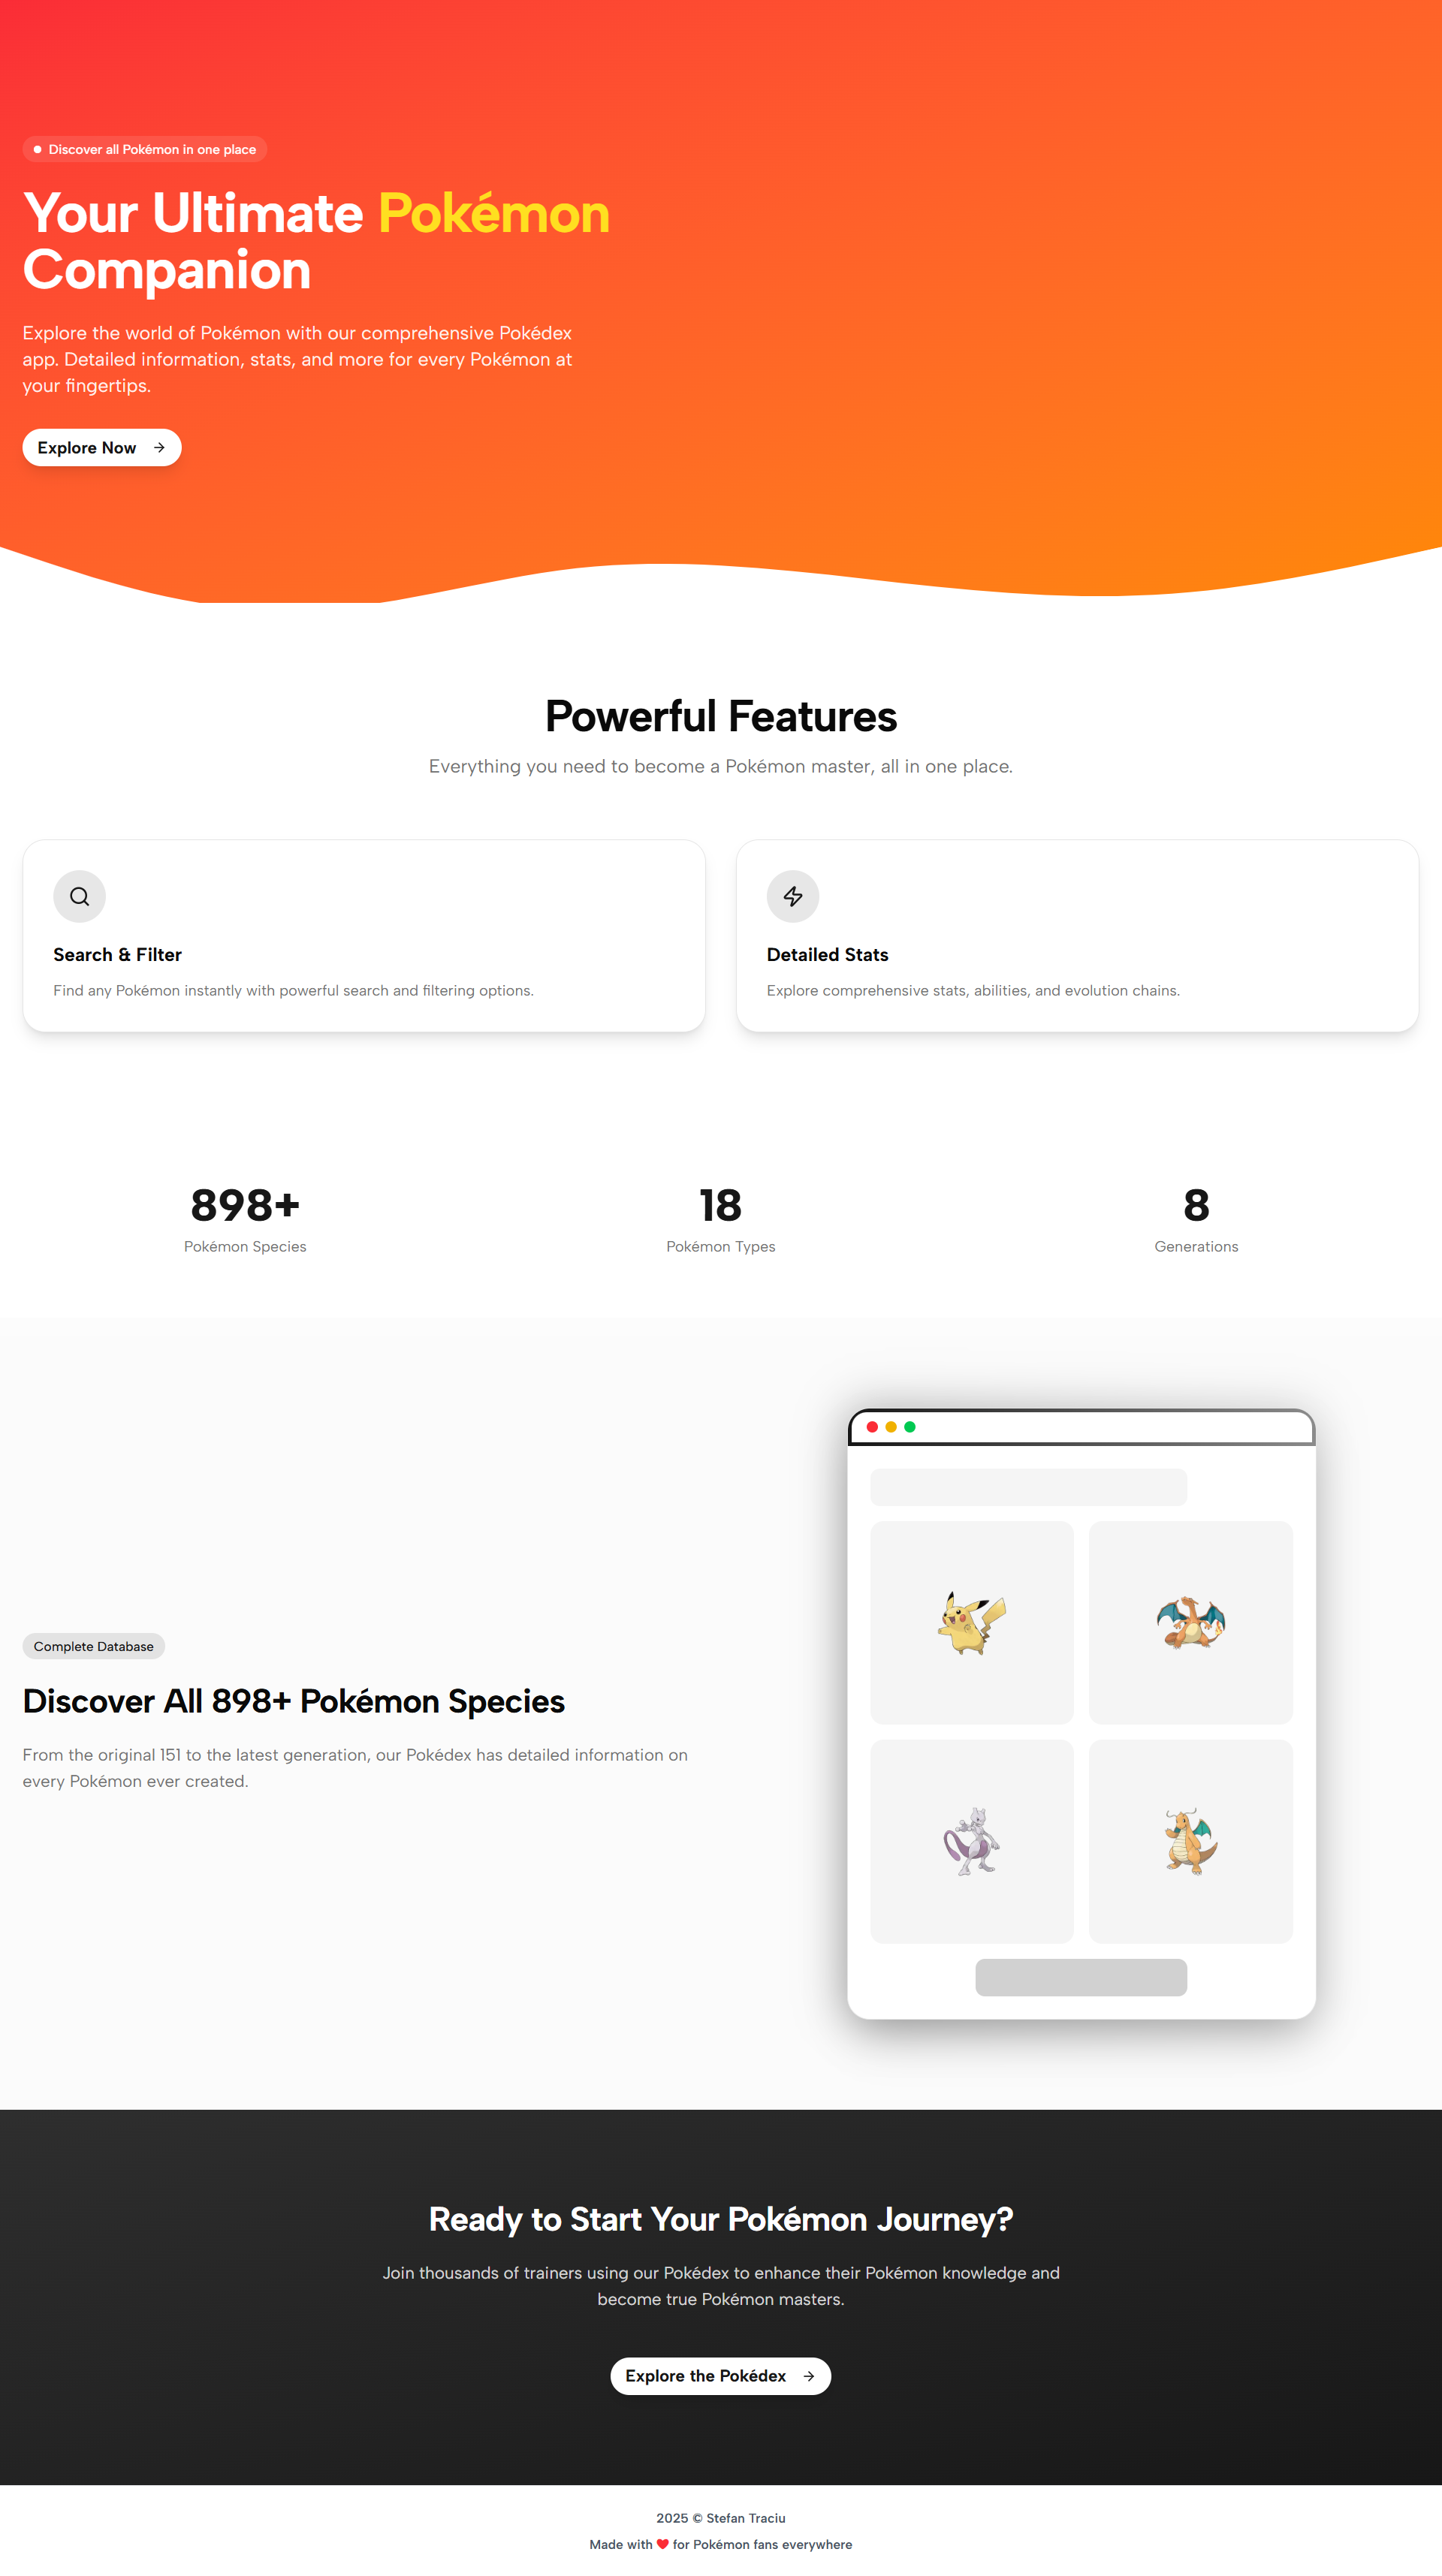 Discover all Pokémon in one place
Your Ultimate Pokémon
Companion
Explore the world of Pokémon with our comprehensive Pokédex
app. Detailed information, stats, and more for every Pokémon at
your fingertips.
Explore Now
Powerful Features
Everything you need to become a Pokémon master, all in one place.
Search & Filter
Find any Pokémon instantly with powerful search and filtering options.
Detailed Stats
Explore comprehensive stats, abilities, and evolution chains.
898+
Pokémon Species
18
Pokémon Types
8
Generations
Complete Database
Discover All 898+ Pokémon Species
From the original 151 to the latest generation, our Pokédex has detailed information on
every Pokémon ever created.
Ready to Start Your Pokémon Journey?
Join thousands of trainers using our Pokédex to enhance their Pokémon knowledge and
become true Pokémon masters.
Explore the Pokédex
2025 © Stefan Traciu
Made with ❤ for Pokémon fans everywhere